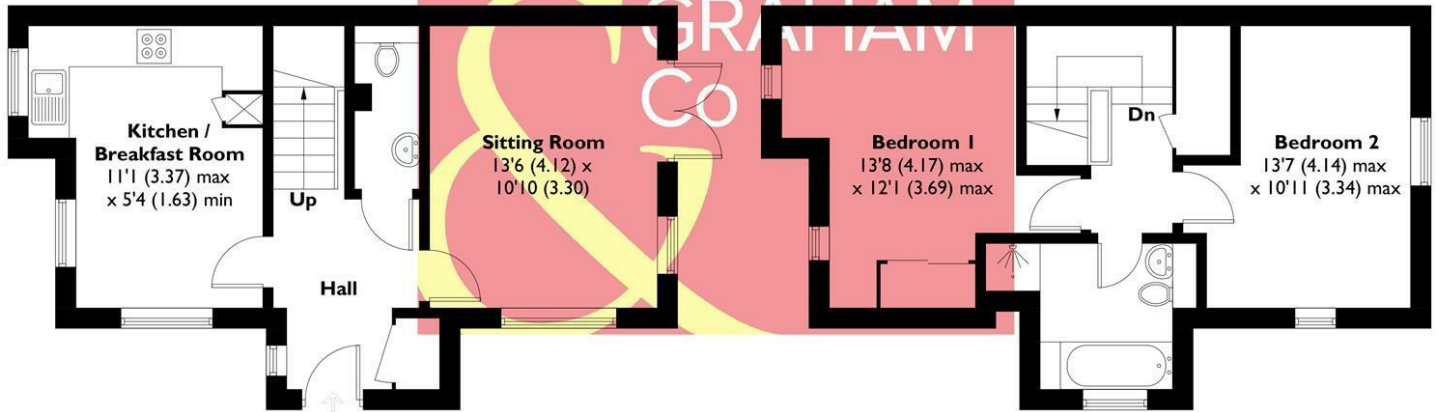 GRAHAM
&
Co
Kitchen /
Breakfast Room
11'1 (3.37) max
x 5'4 (1.63) min
Up
Hall
Sitting Room
13'6 (4.12) x
10'10 (3.30)
Bedroom 1
13'8 (4.17) max
x 12'1 (3.69) max
Dn
Bedroom 2
13'7 (4.14) max
x 10'11 (3.34) max